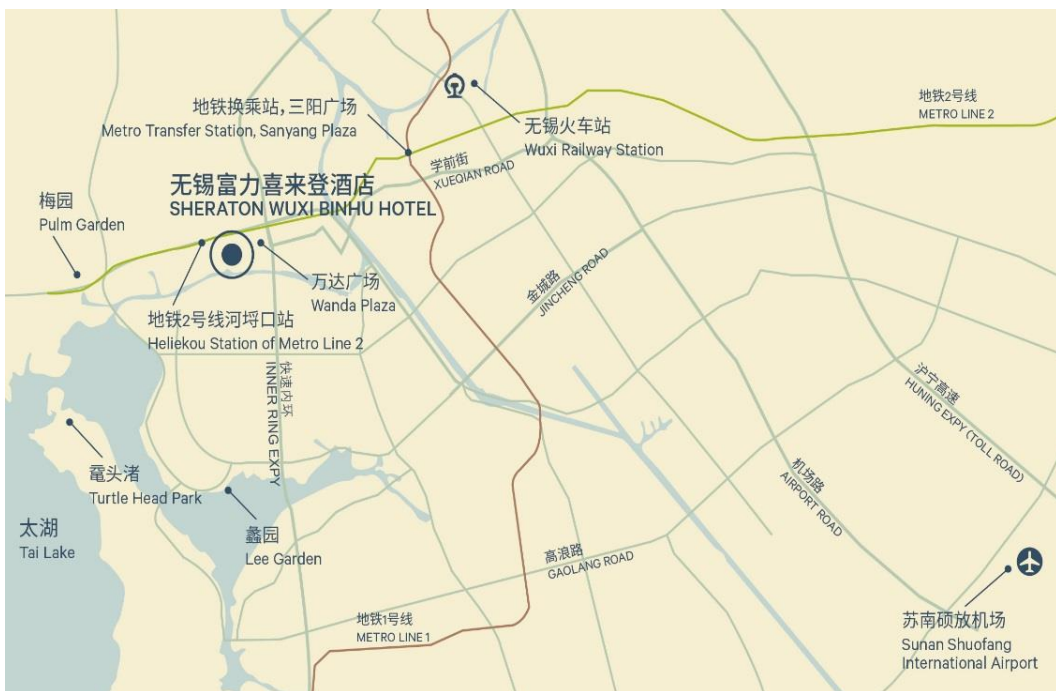 地铁换乘站，三阳广场
Metro Transfer Station, Sanyang Plaza
无锡火车站
Wuxi Railway Station
地铁2号线
METRO LINE 2
学前街
XUEQIAN ROAD
无锡富力喜来登酒店
SHERATON WUXI BINHU HOTEL
梅园
Pulm Garden
万达广场
Wanda Plaza
地铁2号线河埒口站
Heliekou Station of Metro Line 2
金城路
JINCHENG ROAD
快速内环
INNER RING EXPY
沪宁高速
HUNING EXPY (TOLL ROAD)
鼋头渚
Turtle Head Park
机场路
AIRPORT ROAD
太湖
Tai Lake
蠡园
Lee Garden
高浪路
GAOLANG ROAD
地铁1号线
METRO LINE 1
苏南硕放机场
Sunan Shuofang
International Airport